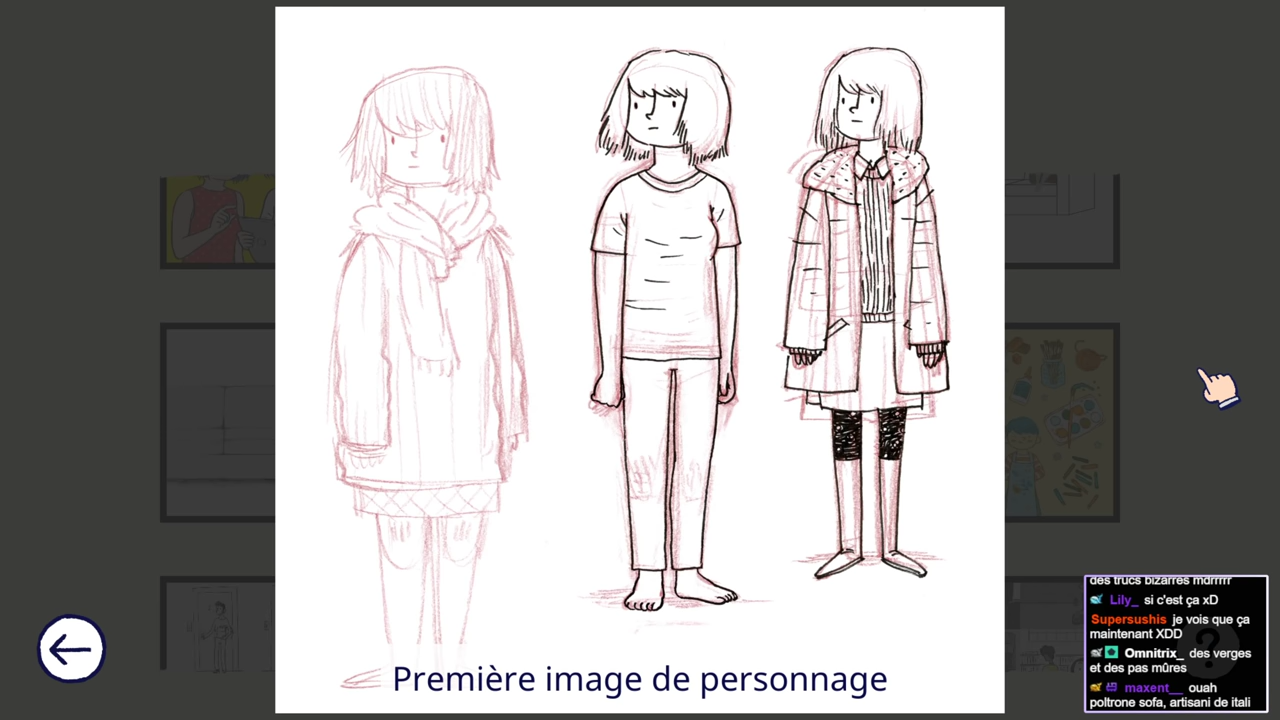 Première image de personnage
des trucs bizarres mdrrrrr
Lily_ si c'est ça xD
Supersushis je vois que ça
maintenant XDD
Omnitrix_ des verges
et des pas mûres
maxent__ ouah
poltrone sofa, artisani de itali